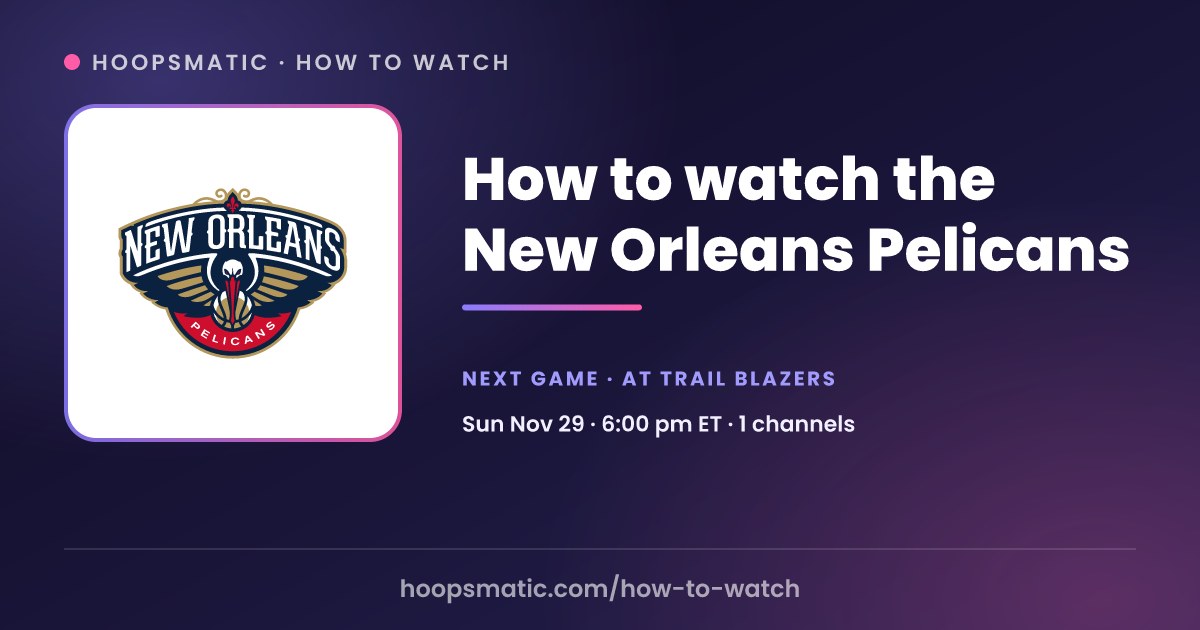 HOOPSMATIC · HOW TO WATCH
NEW ORLEANS
PELICANS
How to watch the
New Orleans Pelicans
NEXT GAME · AT TRAIL BLAZERS
Sun Nov 29 · 6:00 pm ET · 1 channels
hoopsmatic.com/how-to-watch